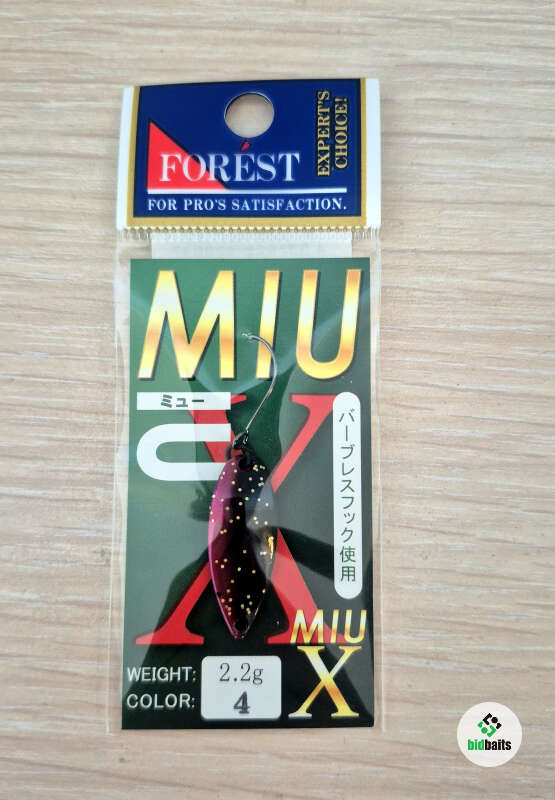 FORÉST
EXPERT'S
CHOICE!
FOR PRO'S SATISFACTION.
MIU
ミュー
X
バーブレスフック使用
MIU
X
WEIGHT: 2.2g
COLOR: 4
bidbaits